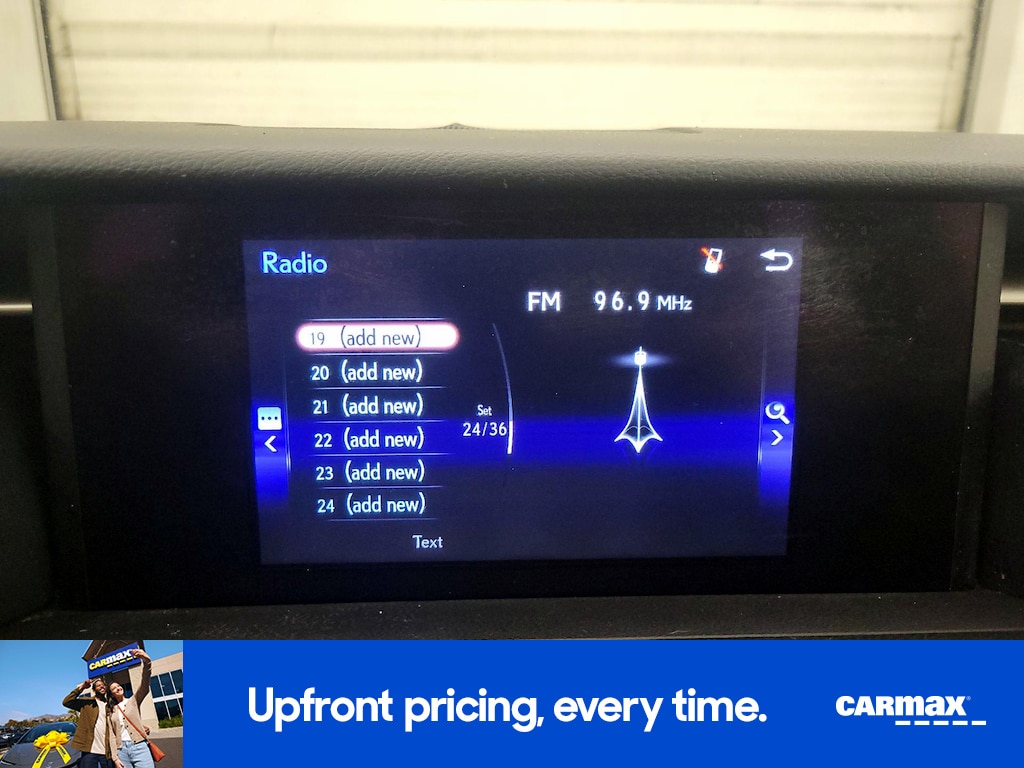 Radio
FM 96.9 MHz
19 (add new)
20 (add new)
21 (add new)
22 (add new)
23 (add new)
24 (add new)
Set
24/36
Text
CARMAX
Upfront pricing, every time.
CARMAX